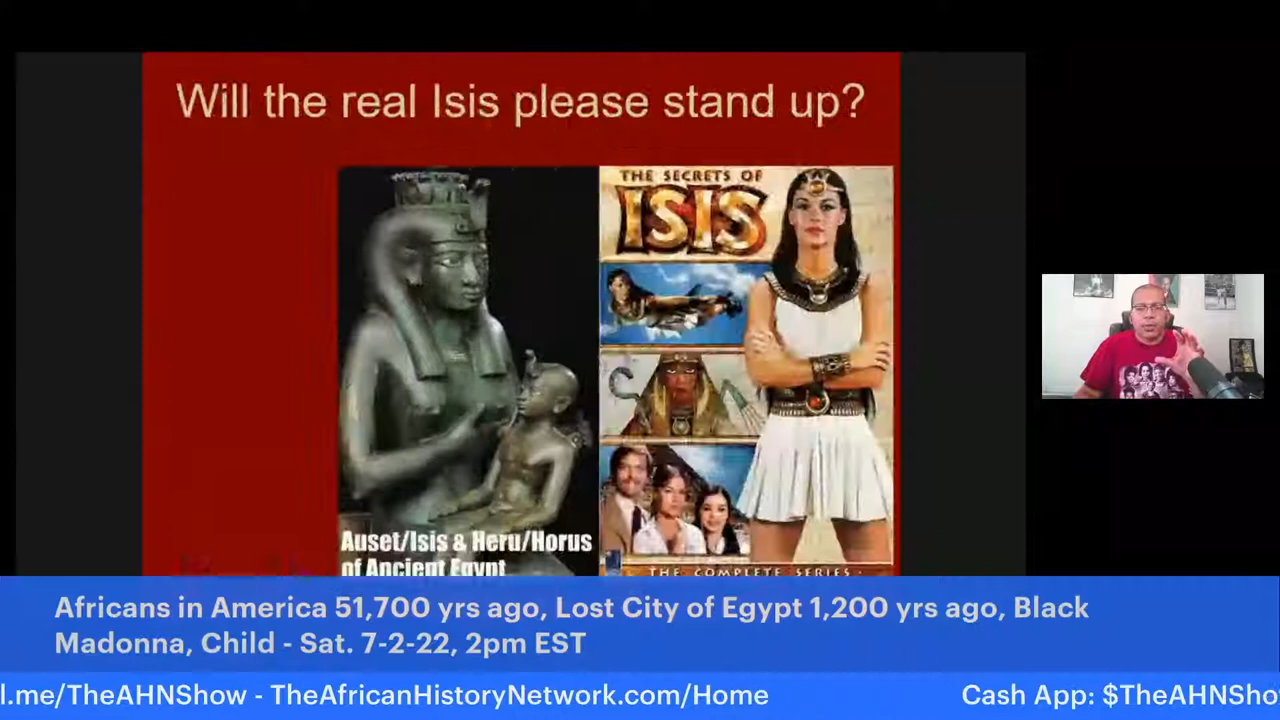 Will the real Isis please stand up?
THE SECRETS OF
ISIS
Auset/Isis & Heru/Horus
of Ancient Egypt
THE COMPLETE SERIES
Africans in America 51,700 yrs ago, Lost City of Egypt 1,200 yrs ago, Black
Madonna, Child - Sat. 7-2-22, 2pm EST
l.me/TheAHNShow - TheAfricanHistoryNetwork.com/Home
Cash App: $TheAHNSho